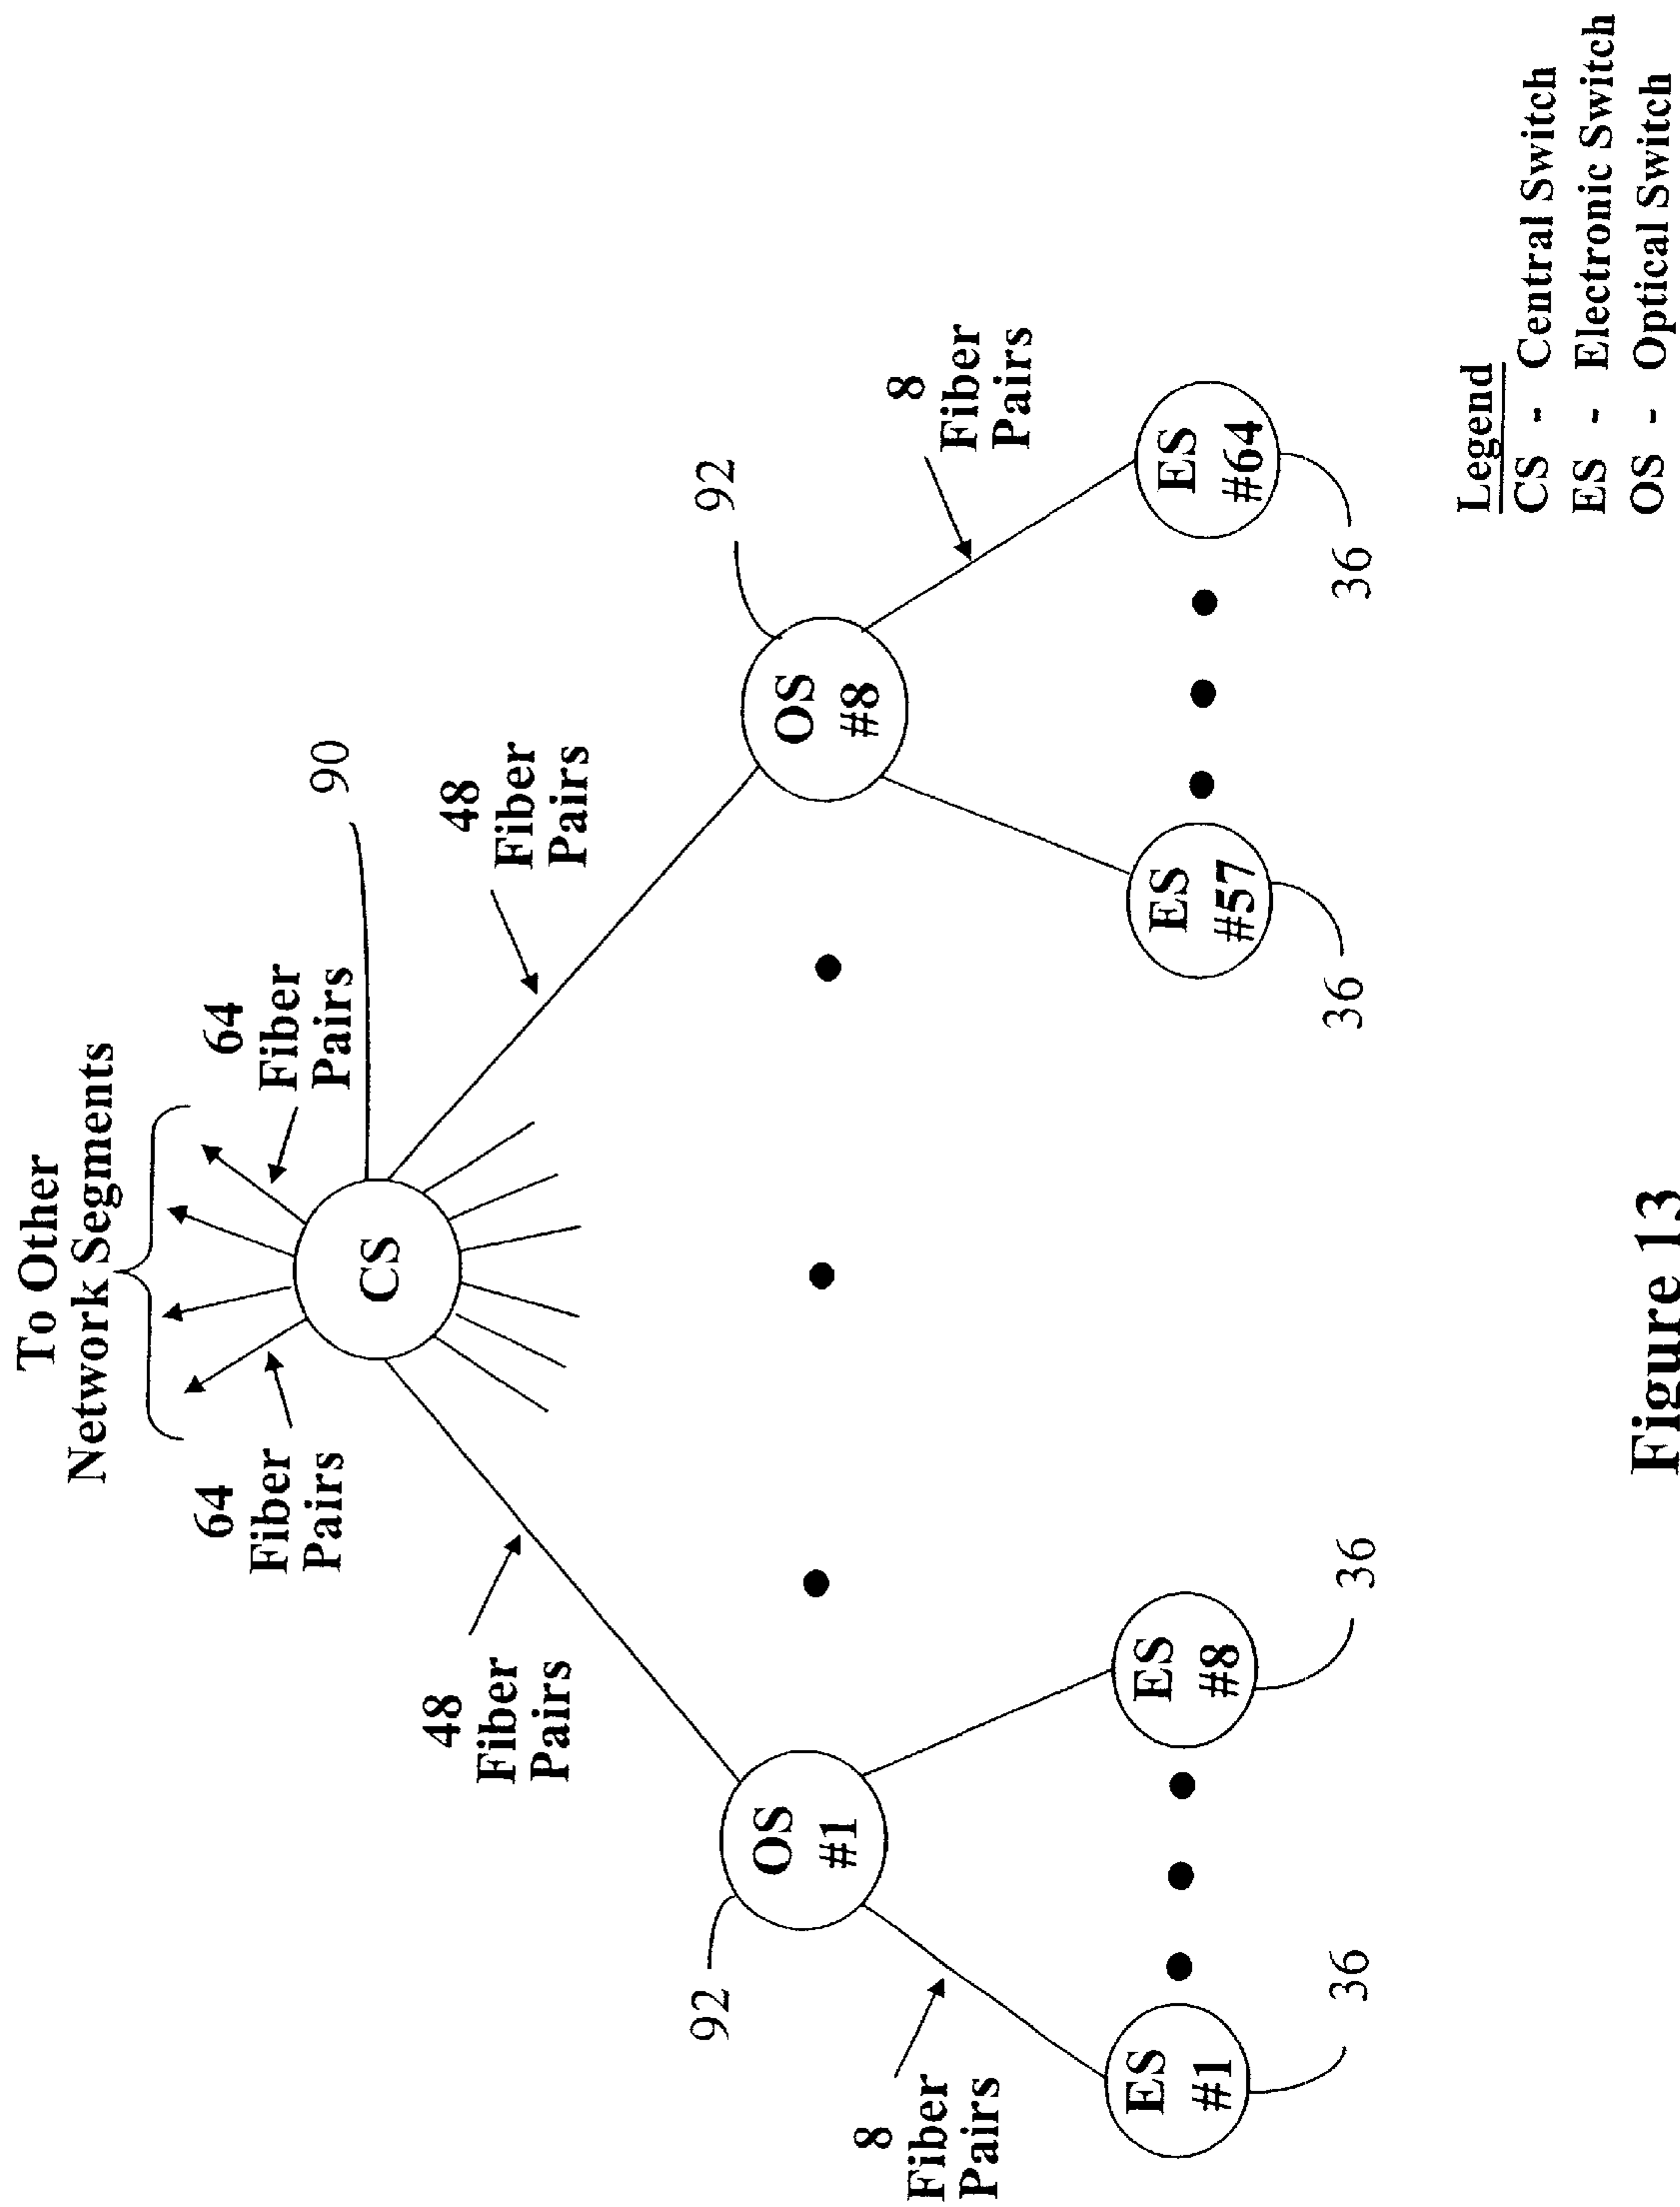 To Other
Network Segments
64
Fiber
Pairs
64
Fiber
Pairs
90
CS
48
Fiber
Pairs
48
Fiber
Pairs
92
OS
#1
92
OS
#8
8
Fiber
Pairs
8
Fiber
Pairs
ES
#1
ES
#8
ES
#57
ES
#64
36
36
36
36
Legend
CS - Central Switch
ES - Electronic Switch
OS - Optical Switch
Figure 13